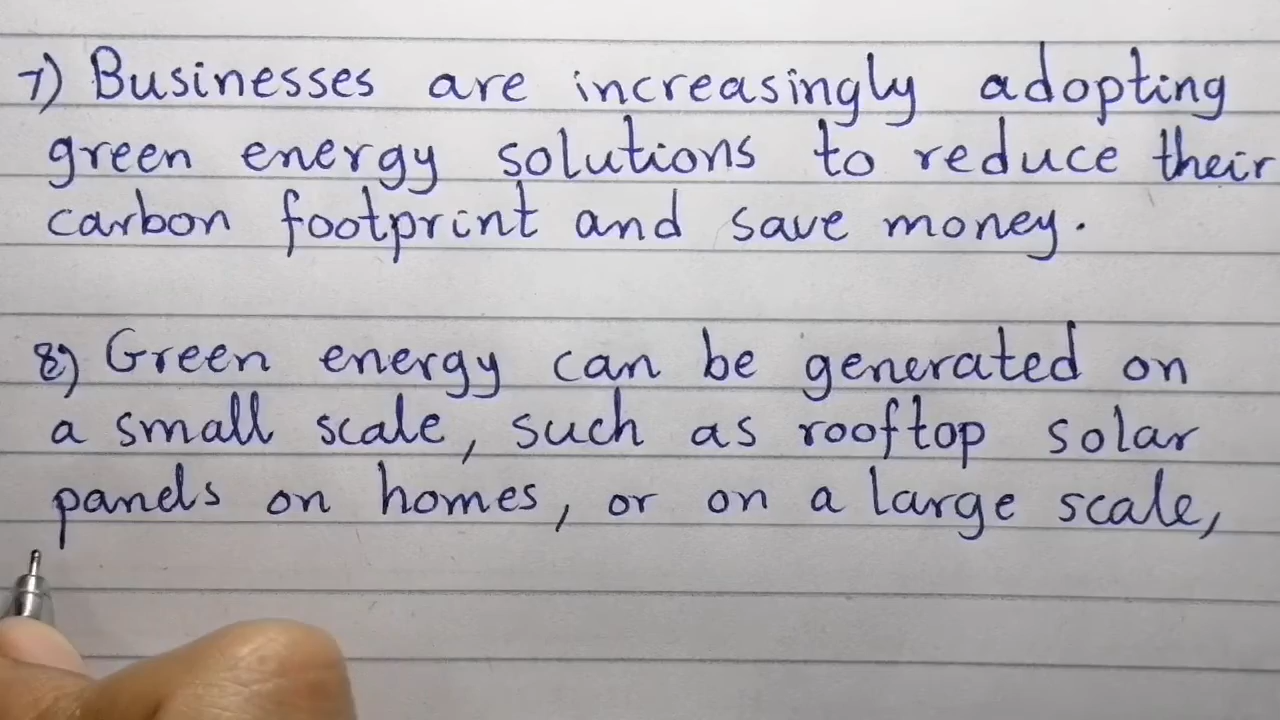 7) Businesses are increasingly adopting
green energy solutions to reduce their
carbon footprint and save money.
8) Green energy can be generated on
a small scale, such as rooftop solar
panels on homes, or on a large scale,